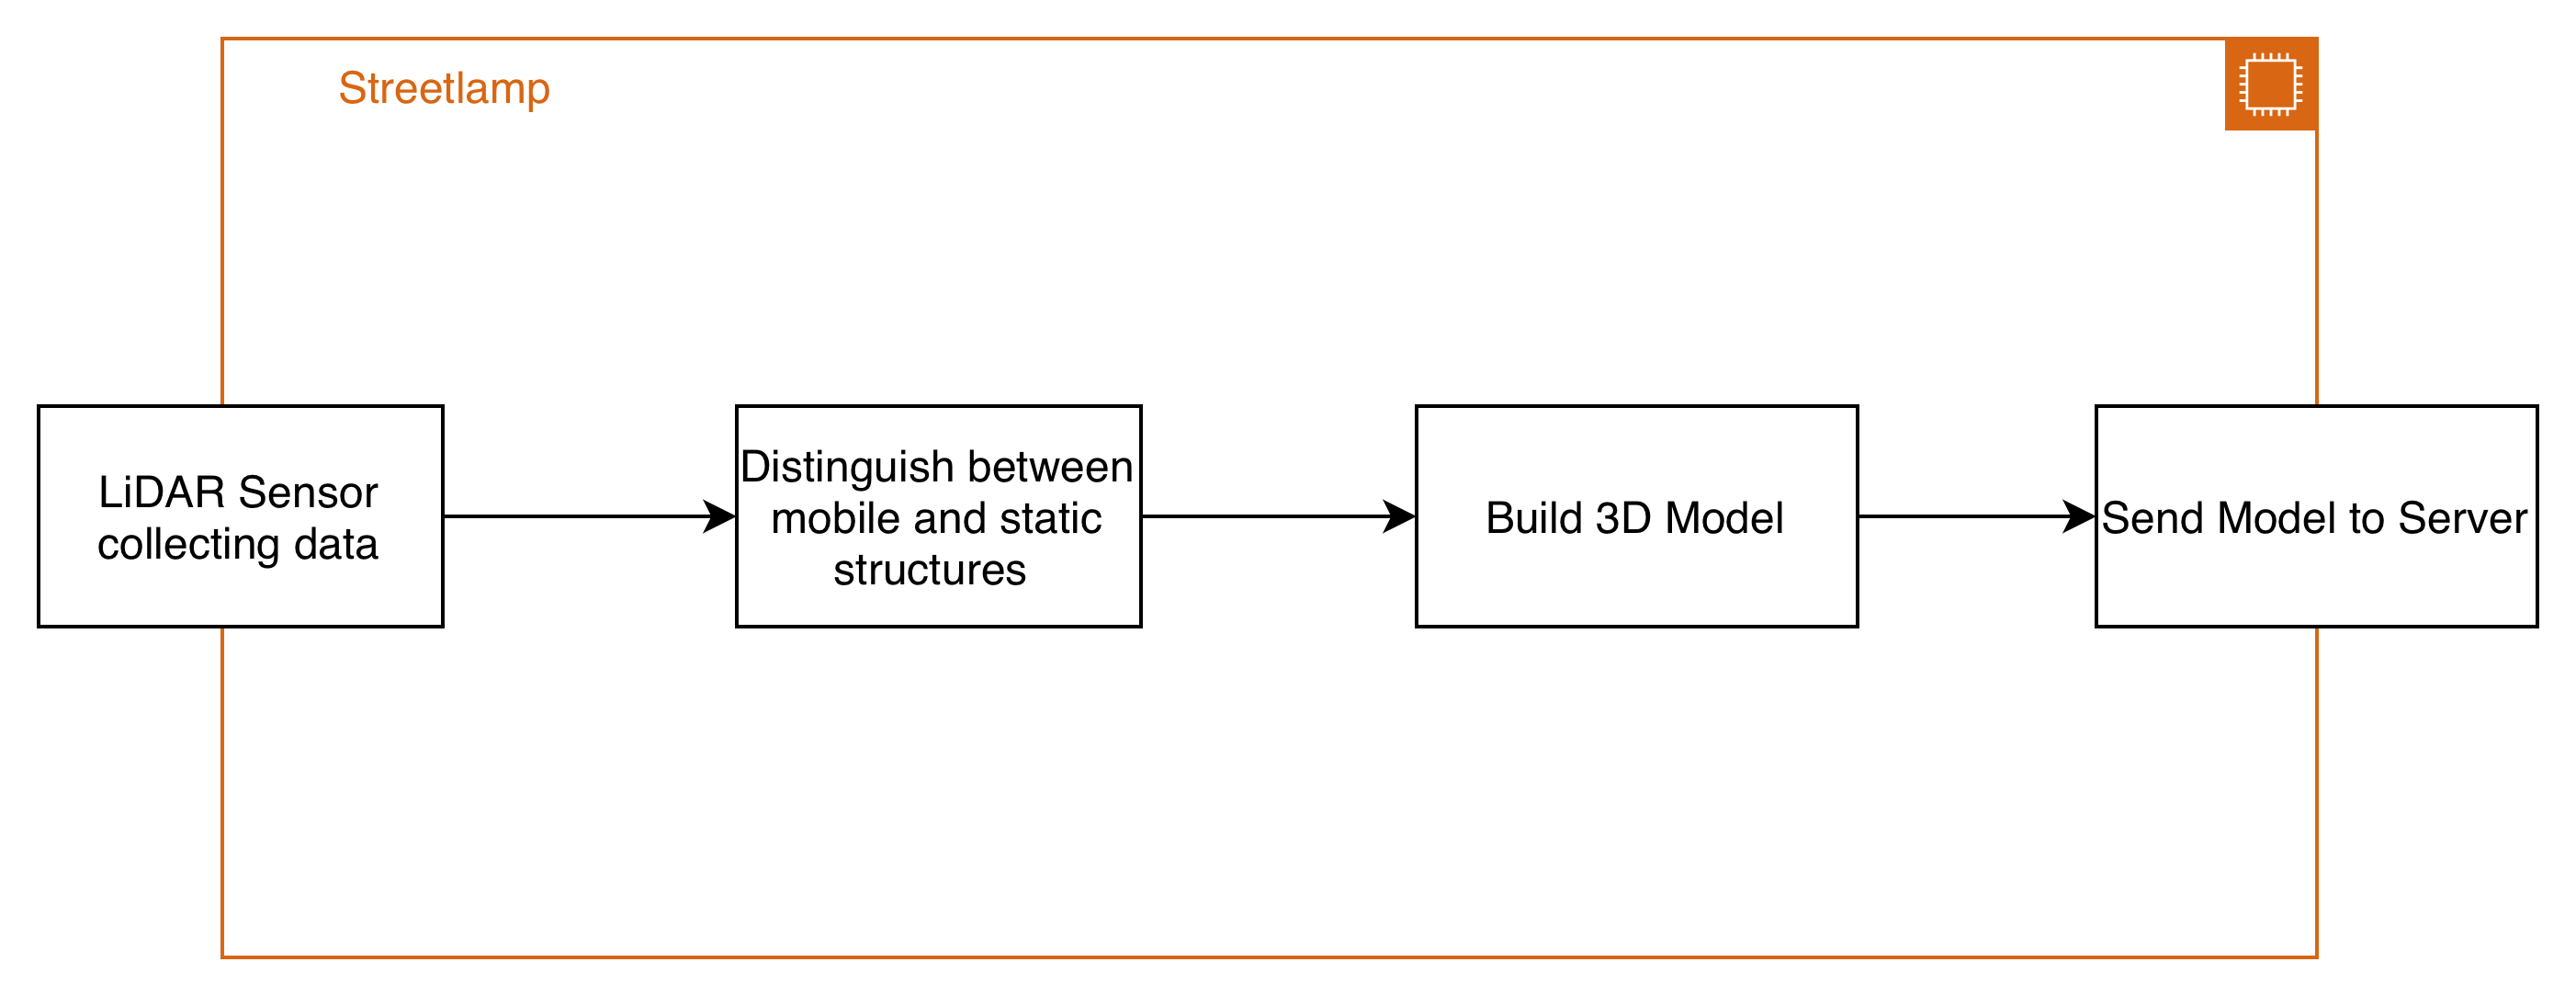 Streetlamp
LiDAR Sensor
collecting data
Distinguish between
mobile and static
structures
Build 3D Model
Send Model to Server